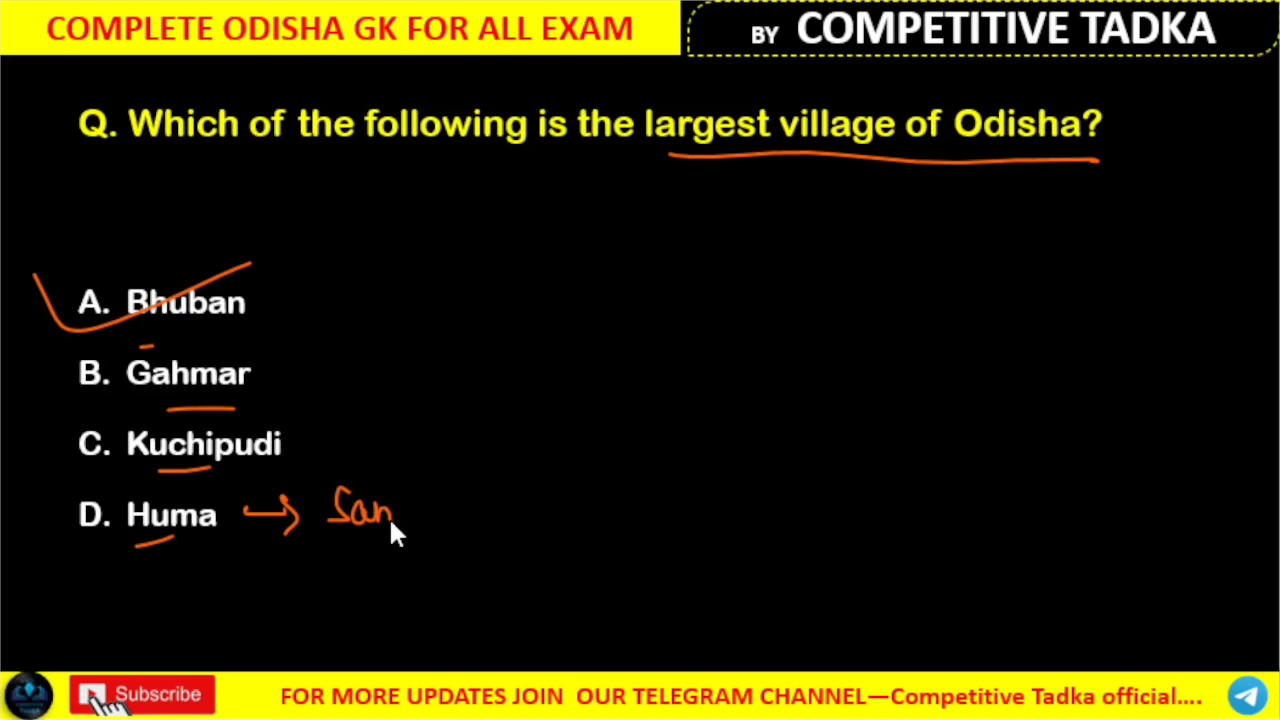 COMPLETE ODISHA GK FOR ALL EXAM
BY COMPETITIVE TADKA
Q. Which of the following is the largest village of Odisha?
A. Bhuban
B. Gahmar
C. Kuchipudi
D. Huma → San
Subscribe
FOR MORE UPDATES JOIN OUR TELEGRAM CHANNEL—Competitive Tadka official....